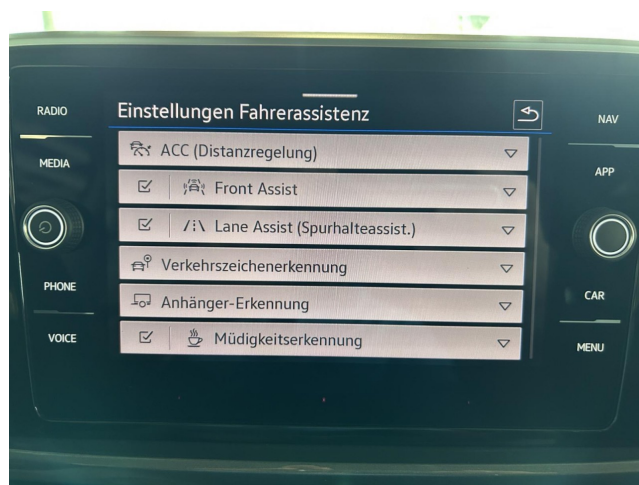 Einstellungen Fahrerassistenz
RADIO
MEDIA
PHONE
VOICE
ACC (Distanzregelung)
Front Assist
Lane Assist (Spurhalteassist.)
Verkehrszeichenerkennung
Anhänger-Erkennung
Müdigkeitserkennung
NAV
APP
CAR
MENU